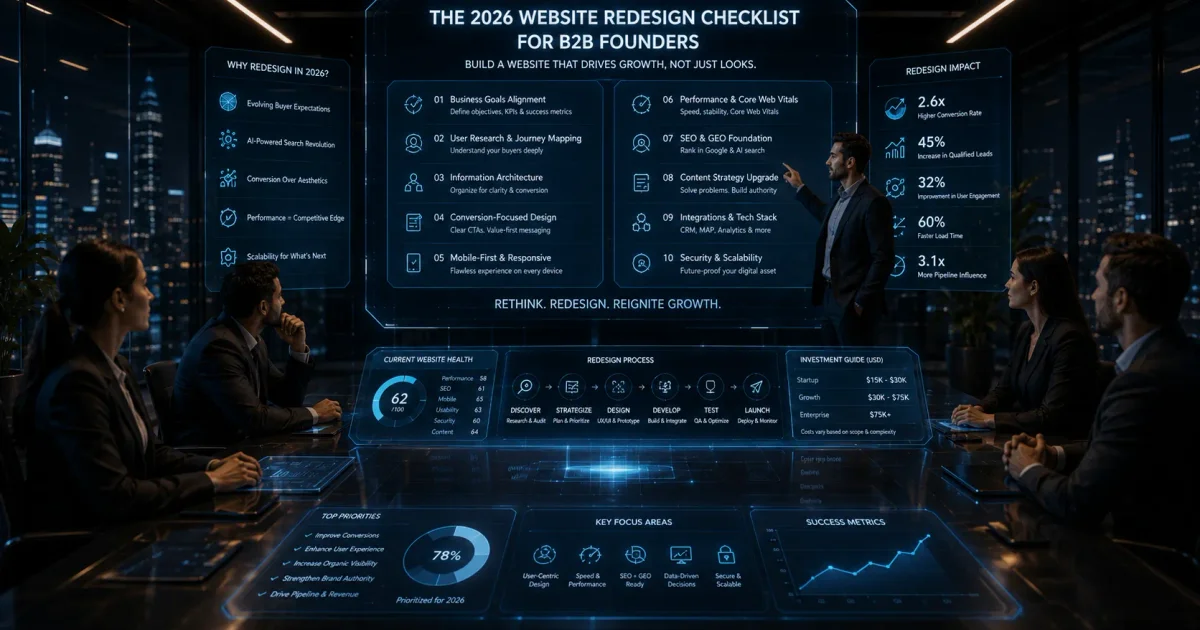 THE 2026 WEBSITE REDESIGN CHECKLIST
FOR B2B FOUNDERS
BUILD A WEBSITE THAT DRIVES GROWTH, NOT JUST LOOKS.
WHY REDESIGN IN 2026?
Evolving Buyer Expectations
AI-Powered Search Revolution
Conversion Over Aesthetics
Performance = Competitive Edge
Scalability for What's Next
01 Business Goals Alignment
Define objectives, KPIs & success metrics
02 User Research & Journey Mapping
Understand your buyers deeply
03 Information Architecture
Organize for clarity & conversion
04 Conversion-Focused Design
Clear CTAs. Value-first messaging
05 Mobile-First & Responsive
Flawless experience on every device
06 Performance & Core Web Vitals
Speed, stability, Core Web Vitals
07 SEO & GEO Foundation
Rank in Google & AI search
08 Content Strategy Upgrade
Solve problems. Build authority
09 Integrations & Tech Stack
CRM, MAP, Analytics & more
10 Security & Scalability
Future-proof your digital asset
RETHINK. REDESIGN. REIGNITE GROWTH.
REDESIGN IMPACT
2.6x
Higher Conversion Rate
45%
Increase in Qualified Leads
32%
Improvement in User Engagement
60%
Faster Load Time
3.1x
More Pipeline Influence
CURRENT WEBSITE HEALTH
62
/100
Performance 58
SEO 61
Mobile 65
Usability 63
Security 60
Content 64
REDESIGN PROCESS
DISCOVER
Research & Audit
STRATEGIZE
Plan & Prioritize
DESIGN
UX/UI & Prototype
DEVELOP
Build & Integrate
TEST
QA & Optimize
LAUNCH
Deploy & Monitor
INVESTMENT GUIDE (USD)
Startup $15K - $30K
Growth $30K - $75K
Enterprise $75K+
Costs vary based on scope & complexity
TOP PRIORITIES
Improve Conversions
Enhance User Experience
Increase Organic Visibility
Strengthen Brand Authority
Drive Pipeline & Revenue
78%
Prioritized for 2026
KEY FOCUS AREAS
User-Centric
Design
Speed &
Performance
SEO + GEO
Ready
Data-Driven
Decisions
Secure &
Scalable
SUCCESS METRICS